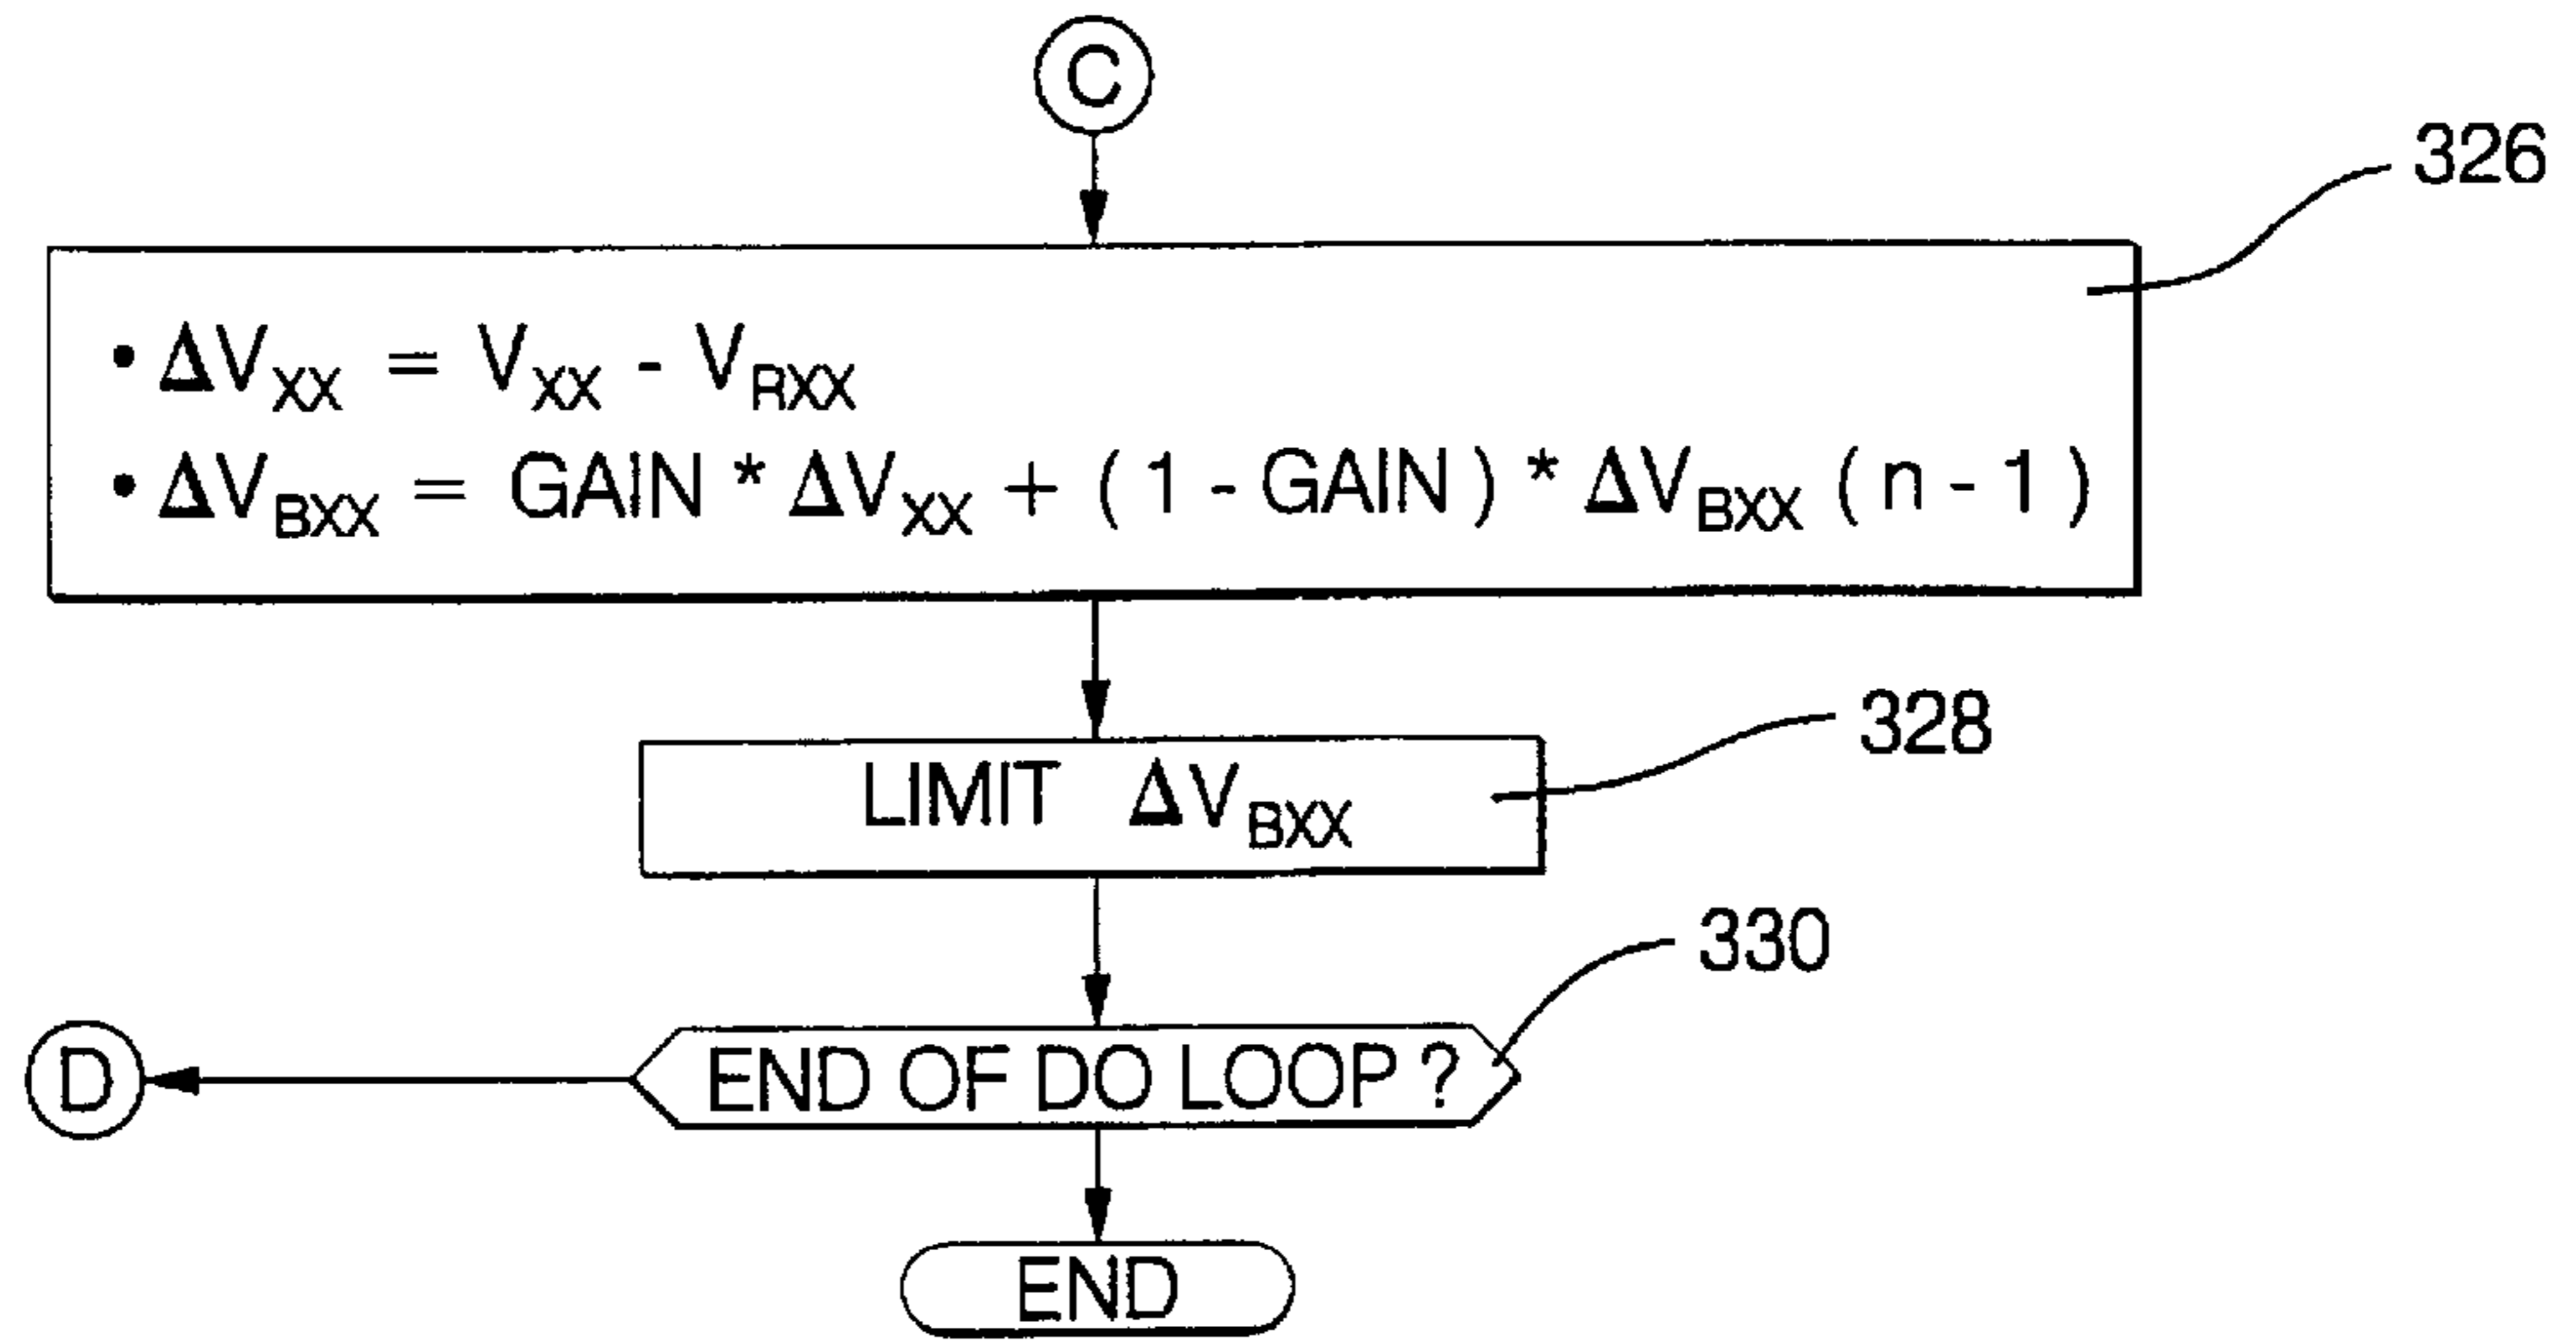 C
326
• ΔV_XX = V_XX - V_RXX
• ΔV_BXX = GAIN * ΔV_XX + ( 1 - GAIN ) * ΔV_BXX ( n - 1 )
328
LIMIT ΔV_BXX
330
D
END OF DO LOOP ?
END